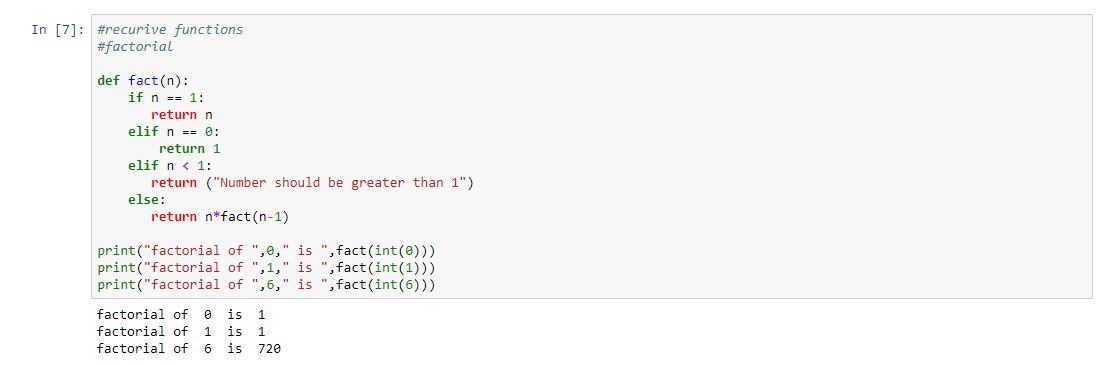 In [7]: #recurive functions
#factorial
def fact(n):
    if n == 1:
       return n
    elif n == 0:
        return 1
    elif n < 1:
       return ("Number should be greater than 1")
    else:
       return n*fact(n-1)
print("factorial of ",0," is ",fact(int(0)))
print("factorial of ",1," is ",fact(int(1)))
print("factorial of ",6," is ",fact(int(6)))
factorial of  0  is  1
factorial of  1  is  1
factorial of  6  is  720